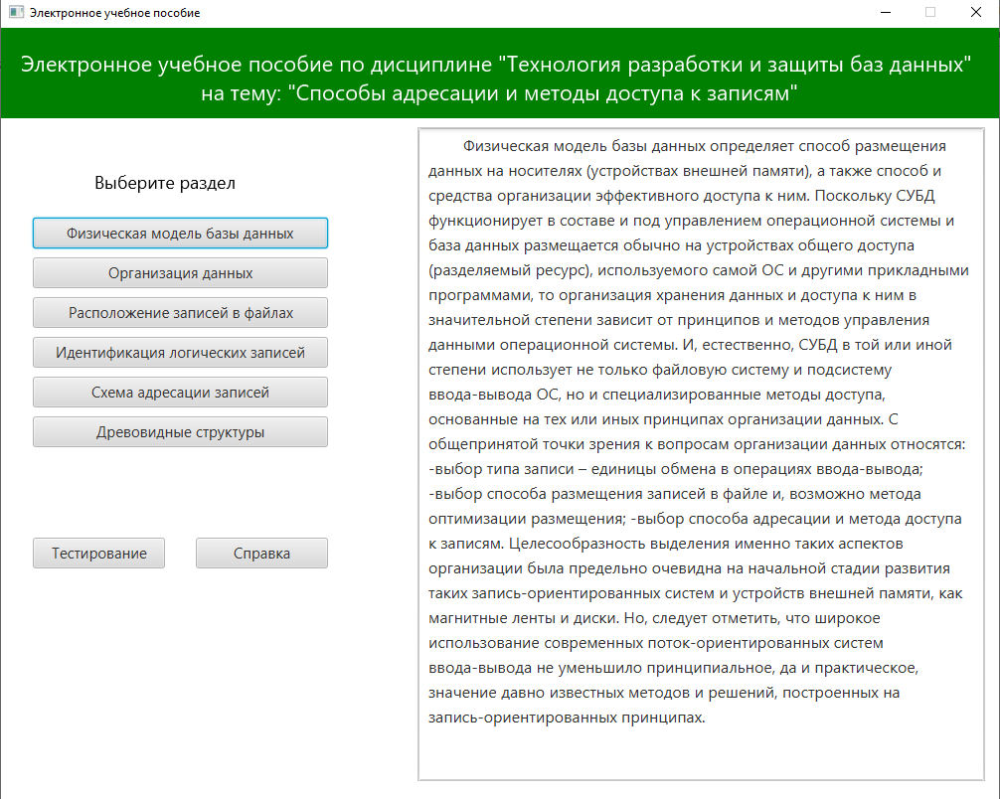 Электронное учебное пособие
Электронное учебное пособие по дисциплине "Технология разработки и защиты баз данных"
на тему: "Способы адресации и методы доступа к записям"
Выберите раздел
Физическая модель базы данных
Организация данных
Расположение записей в файлах
Идентификация логических записей
Схема адресации записей
Древовидные структуры
Тестирование
Справка
Физическая модель базы данных определяет способ размещения
данных на носителях (устройствах внешней памяти), а также способ и
средства организации эффективного доступа к ним. Поскольку СУБД
функционирует в составе и под управлением операционной системы и
база данных размещается обычно на устройствах общего доступа
(разделяемый ресурс), используемого самой ОС и другими прикладными
программами, то организация хранения данных и доступа к ним в
значительной степени зависит от принципов и методов управления
данными операционной системы. И, естественно, СУБД в той или иной
степени использует не только файловую систему и подсистему
ввода-вывода ОС, но и специализированные методы доступа,
основанные на тех или иных принципах организации данных. С
общепринятой точки зрения к вопросам организации данных относятся:
-выбор типа записи – единицы обмена в операциях ввода-вывода;
-выбор способа размещения записей в файле и, возможно метода
оптимизации размещения; -выбор способа адресации и метода доступа
к записям. Целесообразность выделения именно таких аспектов
организации была предельно очевидна на начальной стадии развития
таких запись-ориентированных систем и устройств внешней памяти, как
магнитные ленты и диски. Но, следует отметить, что широкое
использование современных поток-ориентированных систем
ввода-вывода не уменьшило принципиальное, да и практическое,
значение давно известных методов и решений, построенных на
запись-ориентированных принципах.